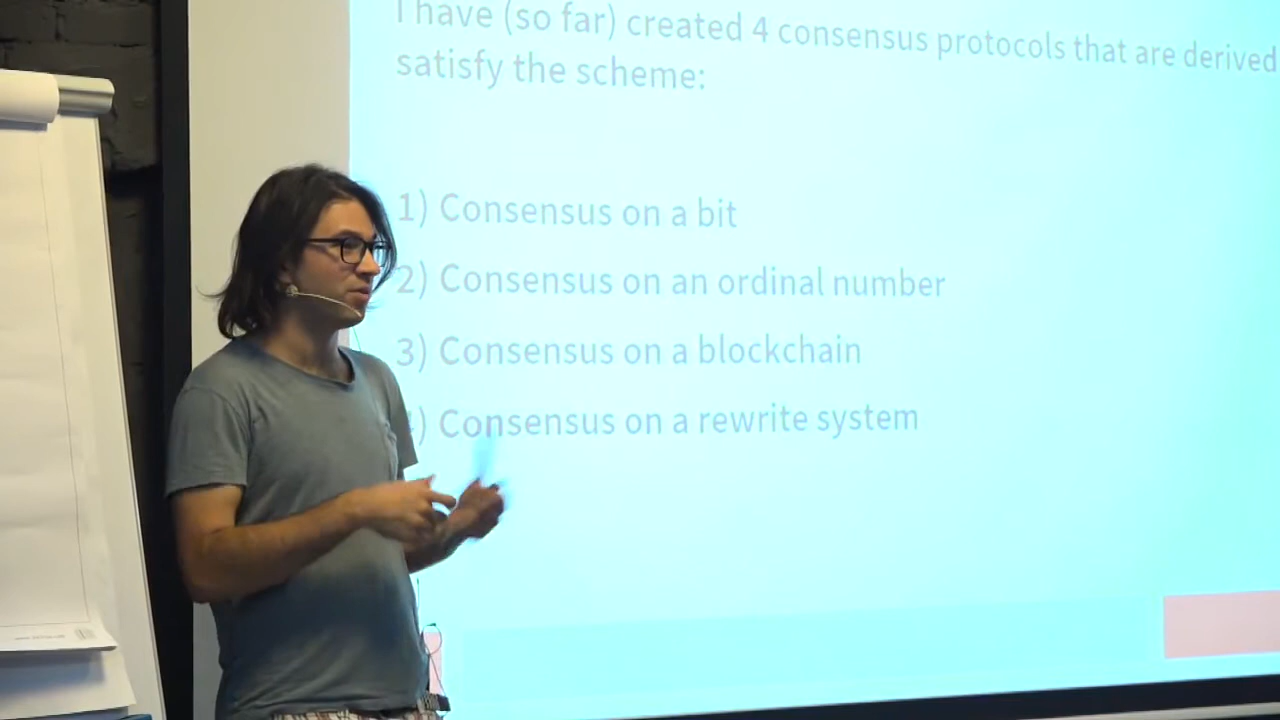 I have (so far) created 4 consensus protocols that are derived
satisfy the scheme:
1) Consensus on a bit
2) Consensus on an ordinal number
3) Consensus on a blockchain
) Consensus on a rewrite system